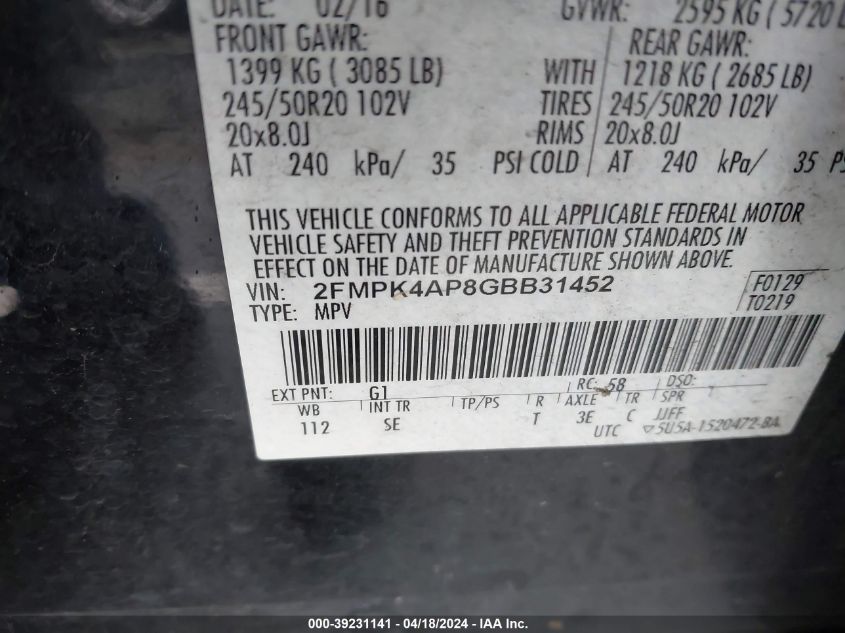 DATE: 02/16 GVWR: 2595 KG ( 5720 L
FRONT GAWR: REAR GAWR:
1399 KG ( 3085 LB) WITH 1218 KG ( 2685 LB)
245/50R20 102V TIRES 245/50R20 102V
20x8.0J RIMS 20x8.0J
AT 240 kPa/ 35 PSI COLD AT 240 kPa/ 35 PS
THIS VEHICLE CONFORMS TO ALL APPLICABLE FEDERAL MOTOR
VEHICLE SAFETY AND THEFT PREVENTION STANDARDS IN
EFFECT ON THE DATE OF MANUFACTURE SHOWN ABOVE.
VIN: 2FMPK4AP8GBB31452 F0129
TYPE: MPV T0219
EXT PNT: G1 RC: 58 DSO:
WB INT TR TP/PS R AXLE TR SPR
112 SE T 3E C JJFF
UTC ▽5U5A-1520472-BA
000-39231141 - 04/18/2024 - IAA Inc.